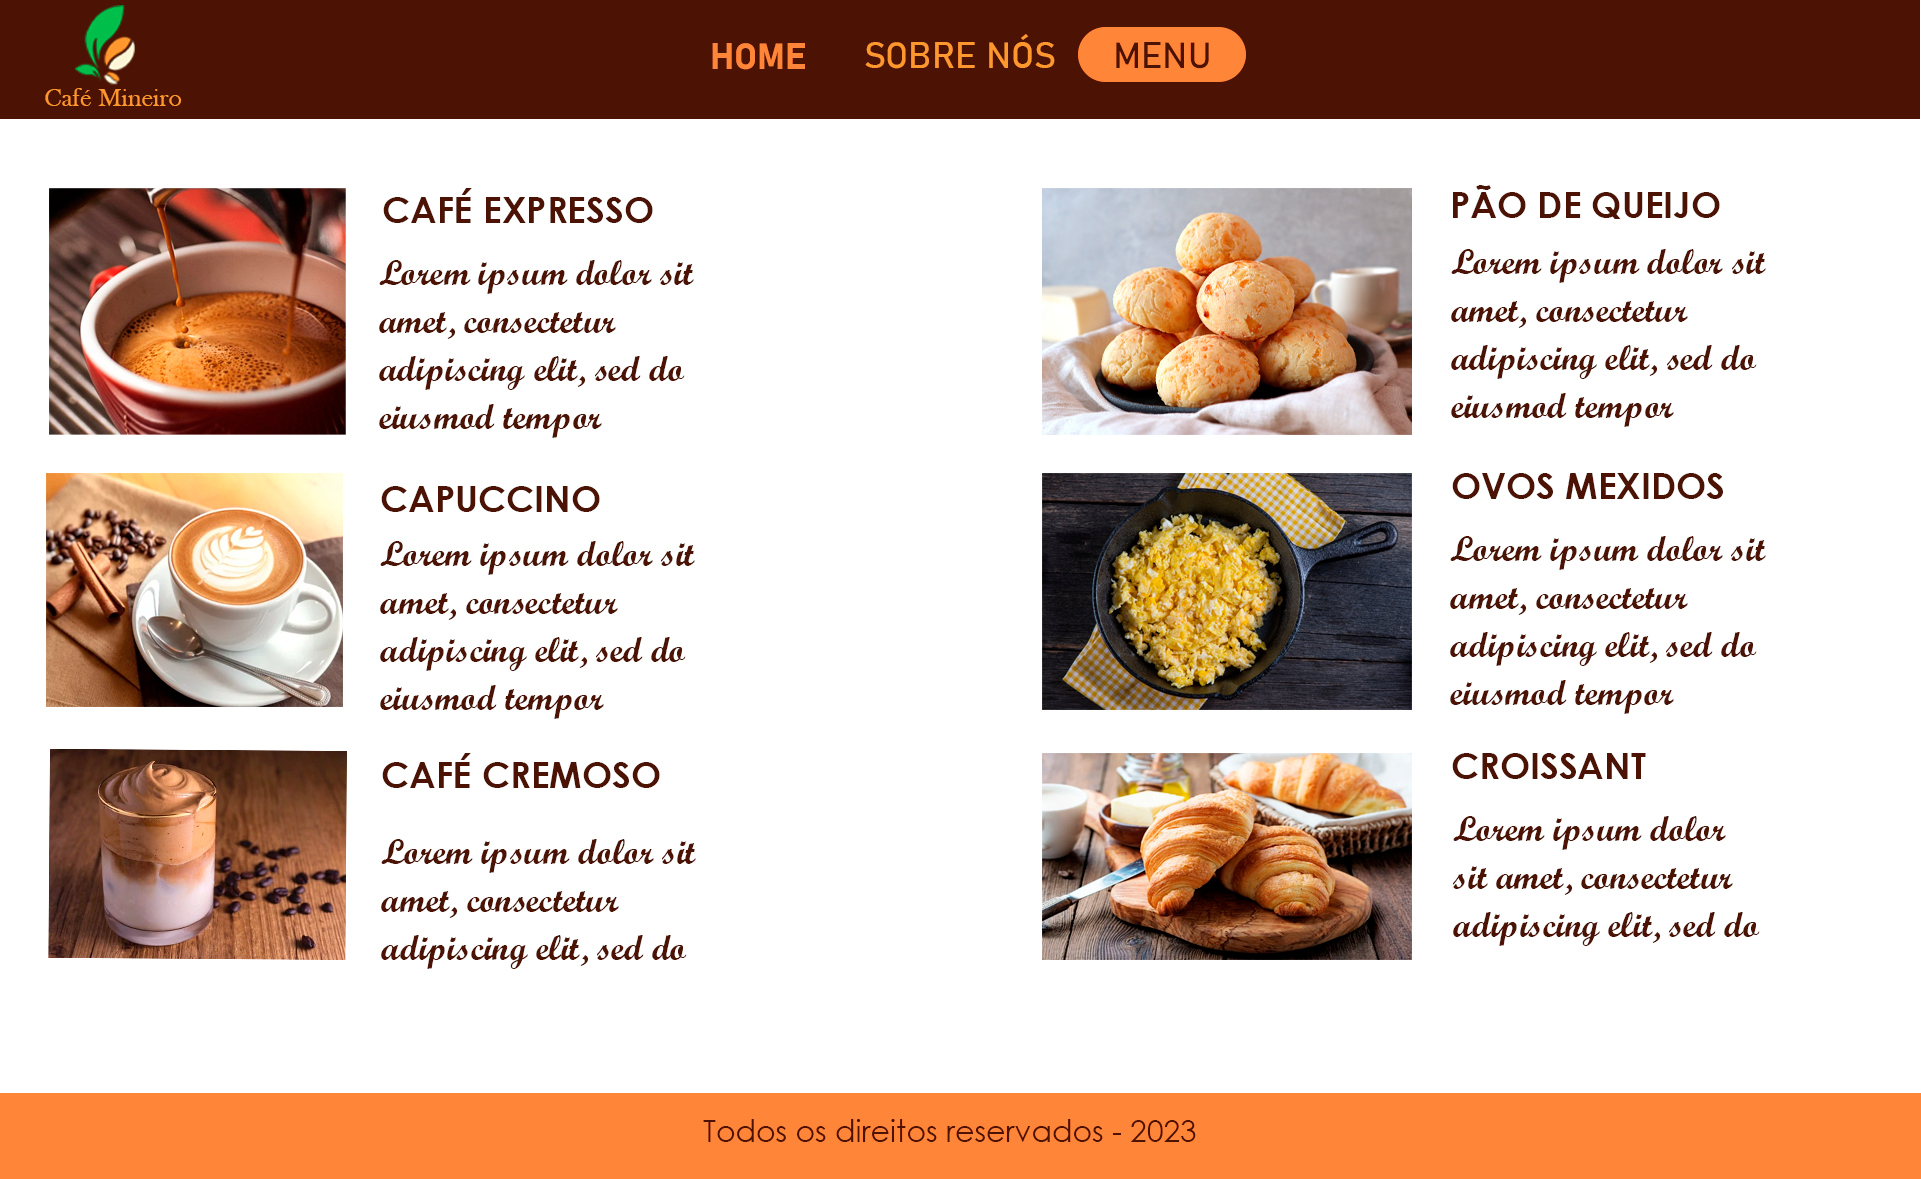 Café Mineiro
HOME
SOBRE NÓS
MENU
CAFÉ EXPRESSO
Lorem ipsum dolor sit
amet, consectetur
adipiscing elit, sed do
eiusmod tempor
CAPUCCINO
Lorem ipsum dolor sit
amet, consectetur
adipiscing elit, sed do
eiusmod tempor
CAFÉ CREMOSO
Lorem ipsum dolor sit
amet, consectetur
adipiscing elit, sed do
PÃO DE QUEIJO
Lorem ipsum dolor sit
amet, consectetur
adipiscing elit, sed do
eiusmod tempor
OVOS MEXIDOS
Lorem ipsum dolor sit
amet, consectetur
adipiscing elit, sed do
eiusmod tempor
CROISSANT
Lorem ipsum dolor
sit amet, consectetur
adipiscing elit, sed do
Todos os direitos reservados - 2023